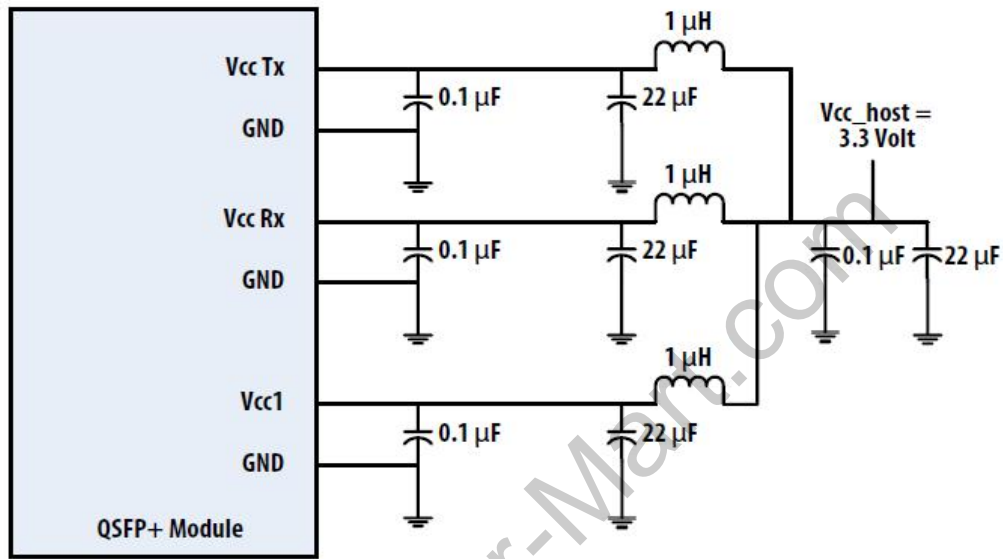 1 μH
Vcc Tx
0.1 μF
22 μF
GND
Vcc_host =
3.3 Volt
1 μH
Vcc Rx
0.1 μF
22 μF
0.1 μF
22 μF
GND
1 μH
Vcc1
0.1 μF
22 μF
GND
QSFP+ Module
r-Mart.com